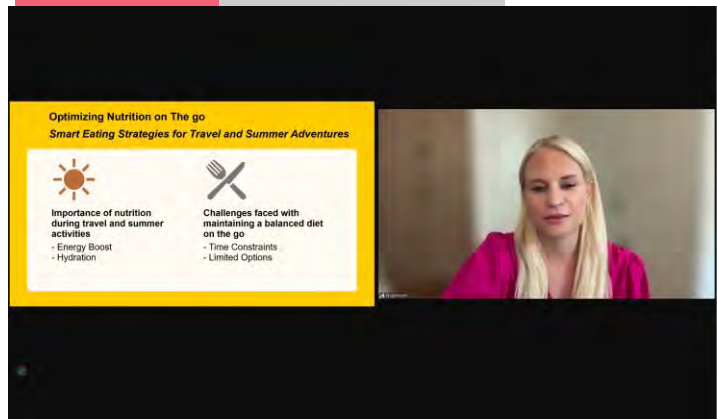 Optimizing Nutrition on The go
Smart Eating Strategies for Travel and Summer Adventures
Importance of nutrition
during travel and summer
activities
- Energy Boost
- Hydration
Challenges faced with
maintaining a balanced diet
on the go
- Time Constraints
- Limited Options